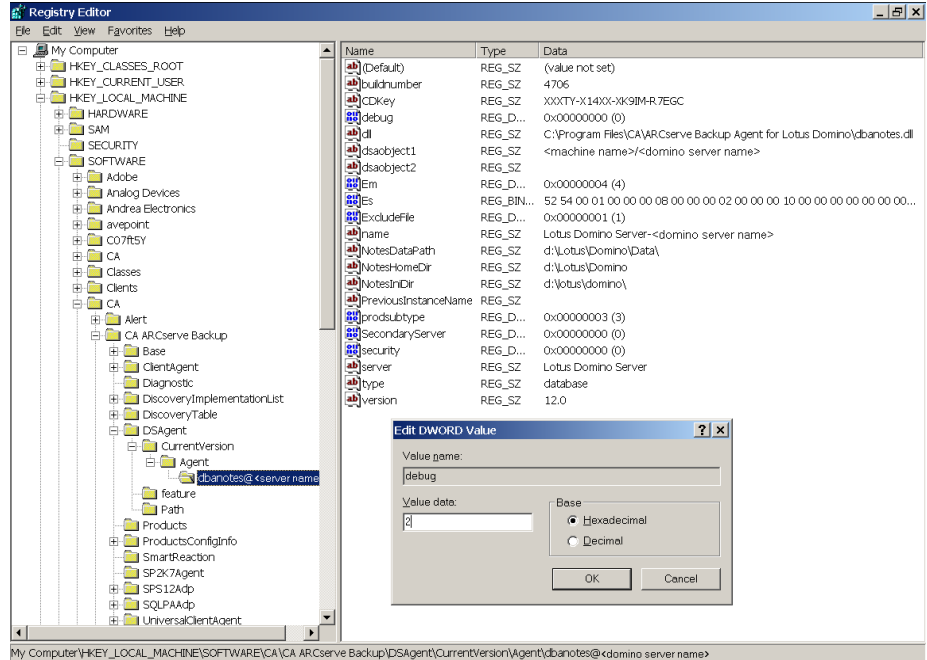 Registry Editor
File Edit View Favorites Help
My Computer
HKEY_CLASSES_ROOT
HKEY_CURRENT_USER
HKEY_LOCAL_MACHINE
HARDWARE
SAM
SECURITY
SOFTWARE
Adobe
Analog Devices
Andrea Electronics
avepoint
C07ft5Y
CA
Classes
Clients
CA
Alert
CA ARCserve Backup
Base
ClientAgent
Diagnostic
DiscoveryImplementationList
DiscoveryTable
DSAgent
CurrentVersion
Agent
dbanotes@<server name
feature
Path
Products
ProductsConfigInfo
SmartReaction
SP2K7Agent
SPS12Adp
SQLPAAdp
UniversalClientAgent
Name Type Data
(Default) REG_SZ (value not set)
buildnumber REG_SZ 4706
CDKey REG_SZ XXXTY-X14XX-XK9IM-R7EGC
debug REG_D... 0x00000000 (0)
dll REG_SZ C:\Program Files\CA\ARCserve Backup Agent for Lotus Domino\dbanotes.dll
dsaobject1 REG_SZ <machine name>/<domino server name>
dsaobject2 REG_SZ
Em REG_D... 0x00000004 (4)
Es REG_BIN... 52 54 00 01 00 00 00 08 00 00 00 02 00 00 00 10 00 00 00 00 00 00 00...
ExcludeFile REG_D... 0x00000001 (1)
name REG_SZ Lotus Domino Server-<domino server name>
NotesDataPath REG_SZ d:\Lotus\Domino\Data\
NotesHomeDir REG_SZ d:\Lotus\Domino
NotesIniDir REG_SZ d:\lotus\domino\
PreviousInstanceName REG_SZ
prodsubtype REG_D... 0x00000003 (3)
SecondaryServer REG_D... 0x00000000 (0)
security REG_D... 0x00000000 (0)
server REG_SZ Lotus Domino Server
type REG_SZ database
version REG_SZ 12.0
Edit DWORD Value
Value name:
debug
Value data:
2
Base
Hexadecimal
Decimal
OK Cancel
My Computer\HKEY_LOCAL_MACHINE\SOFTWARE\CA\CA ARCserve Backup\DSAgent\CurrentVersion\Agent\dbanotes@<domino server name>